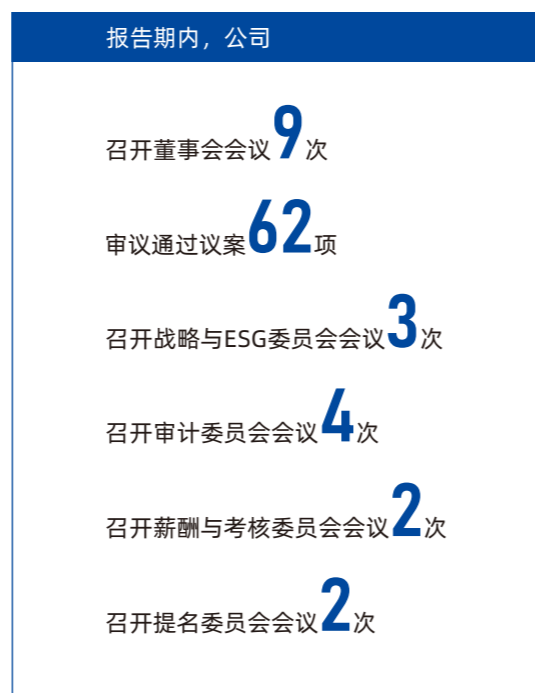 报告期内，公司
召开董事会会议9次
审议通过议案62项
召开战略与ESG委员会会议3次
召开审计委员会会议4次
召开薪酬与考核委员会会议2次
召开提名委员会会议2次